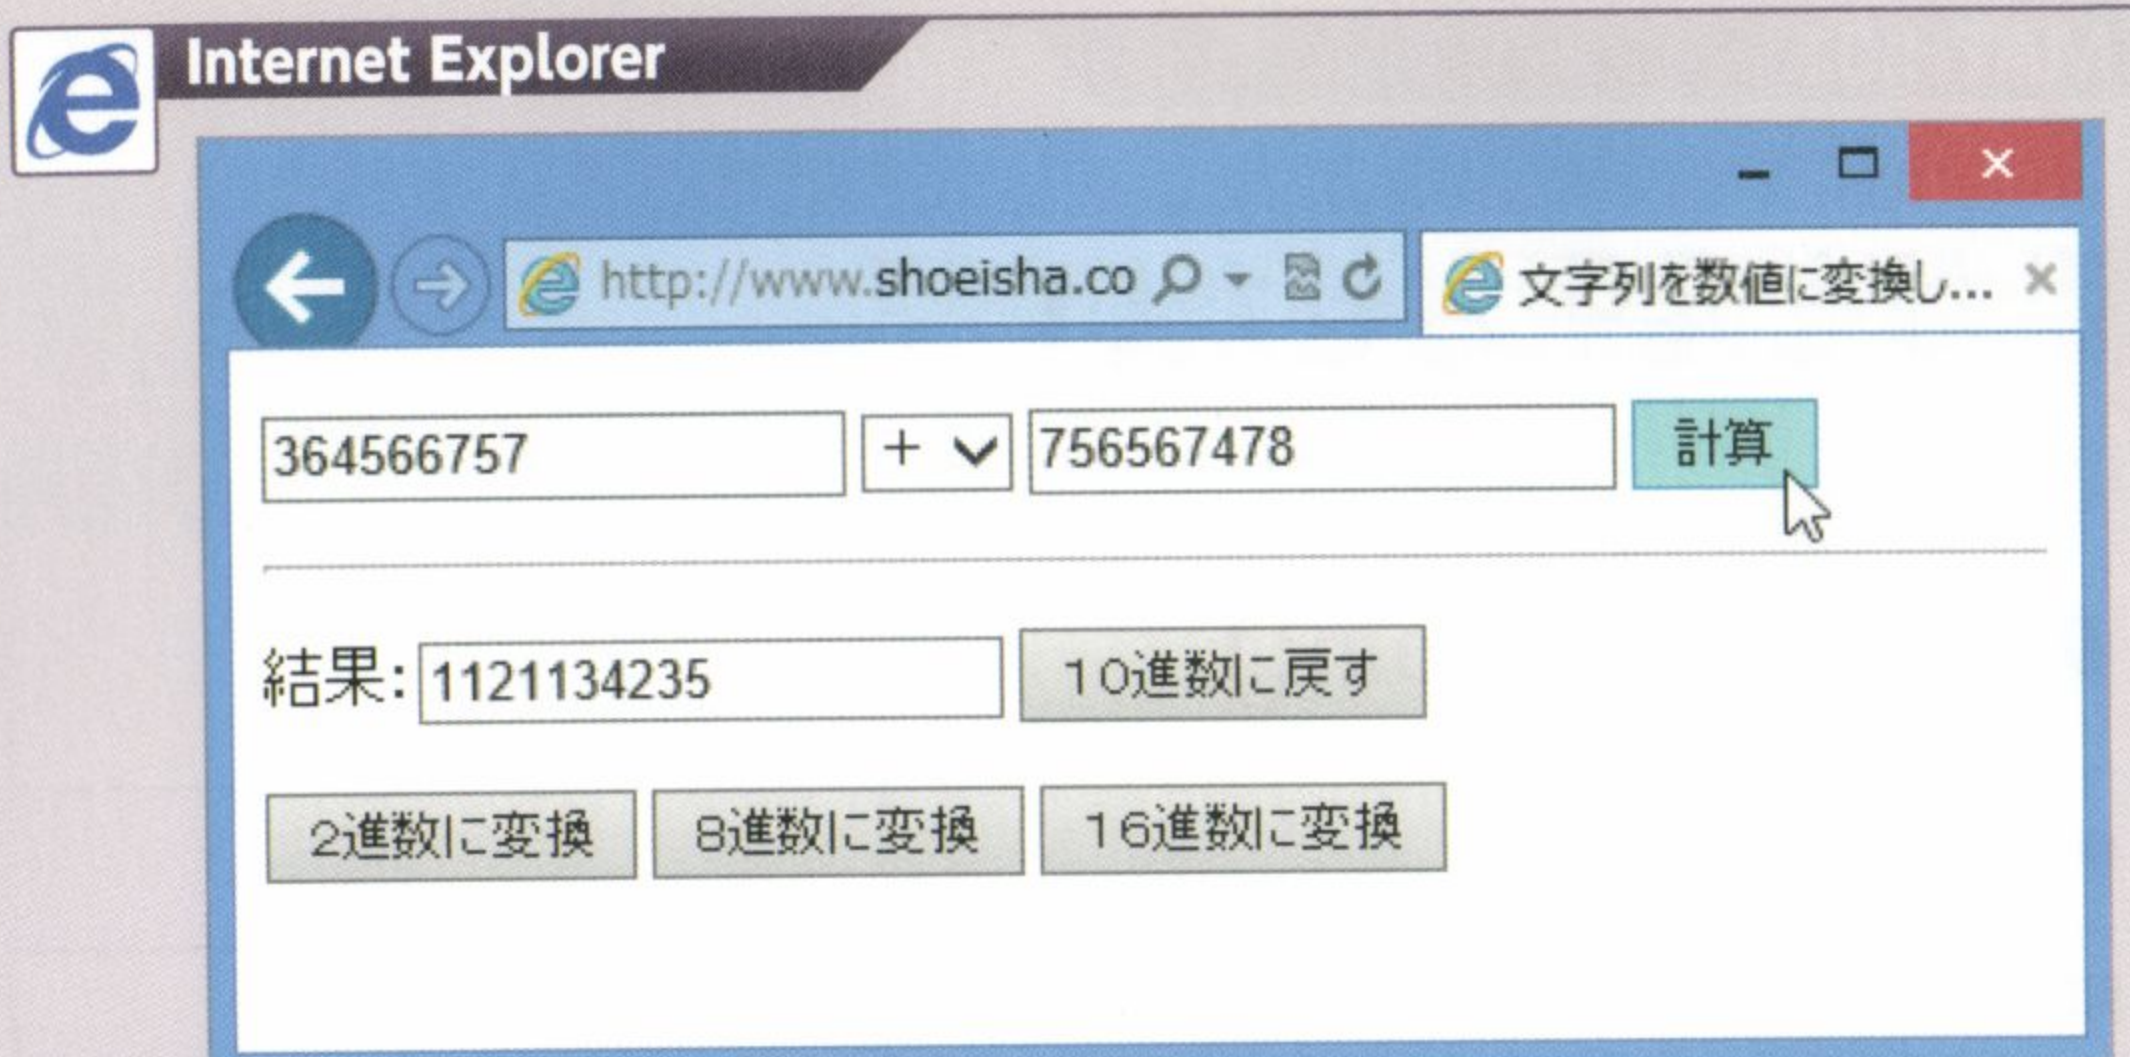 Internet Explorer
http://www.shoeisha.co
文字列を数値に変換し...
364566757 + 756567478 計算
結果: 1121134235 10進数に戻す
2進数に変換 8進数に変換 16進数に変換